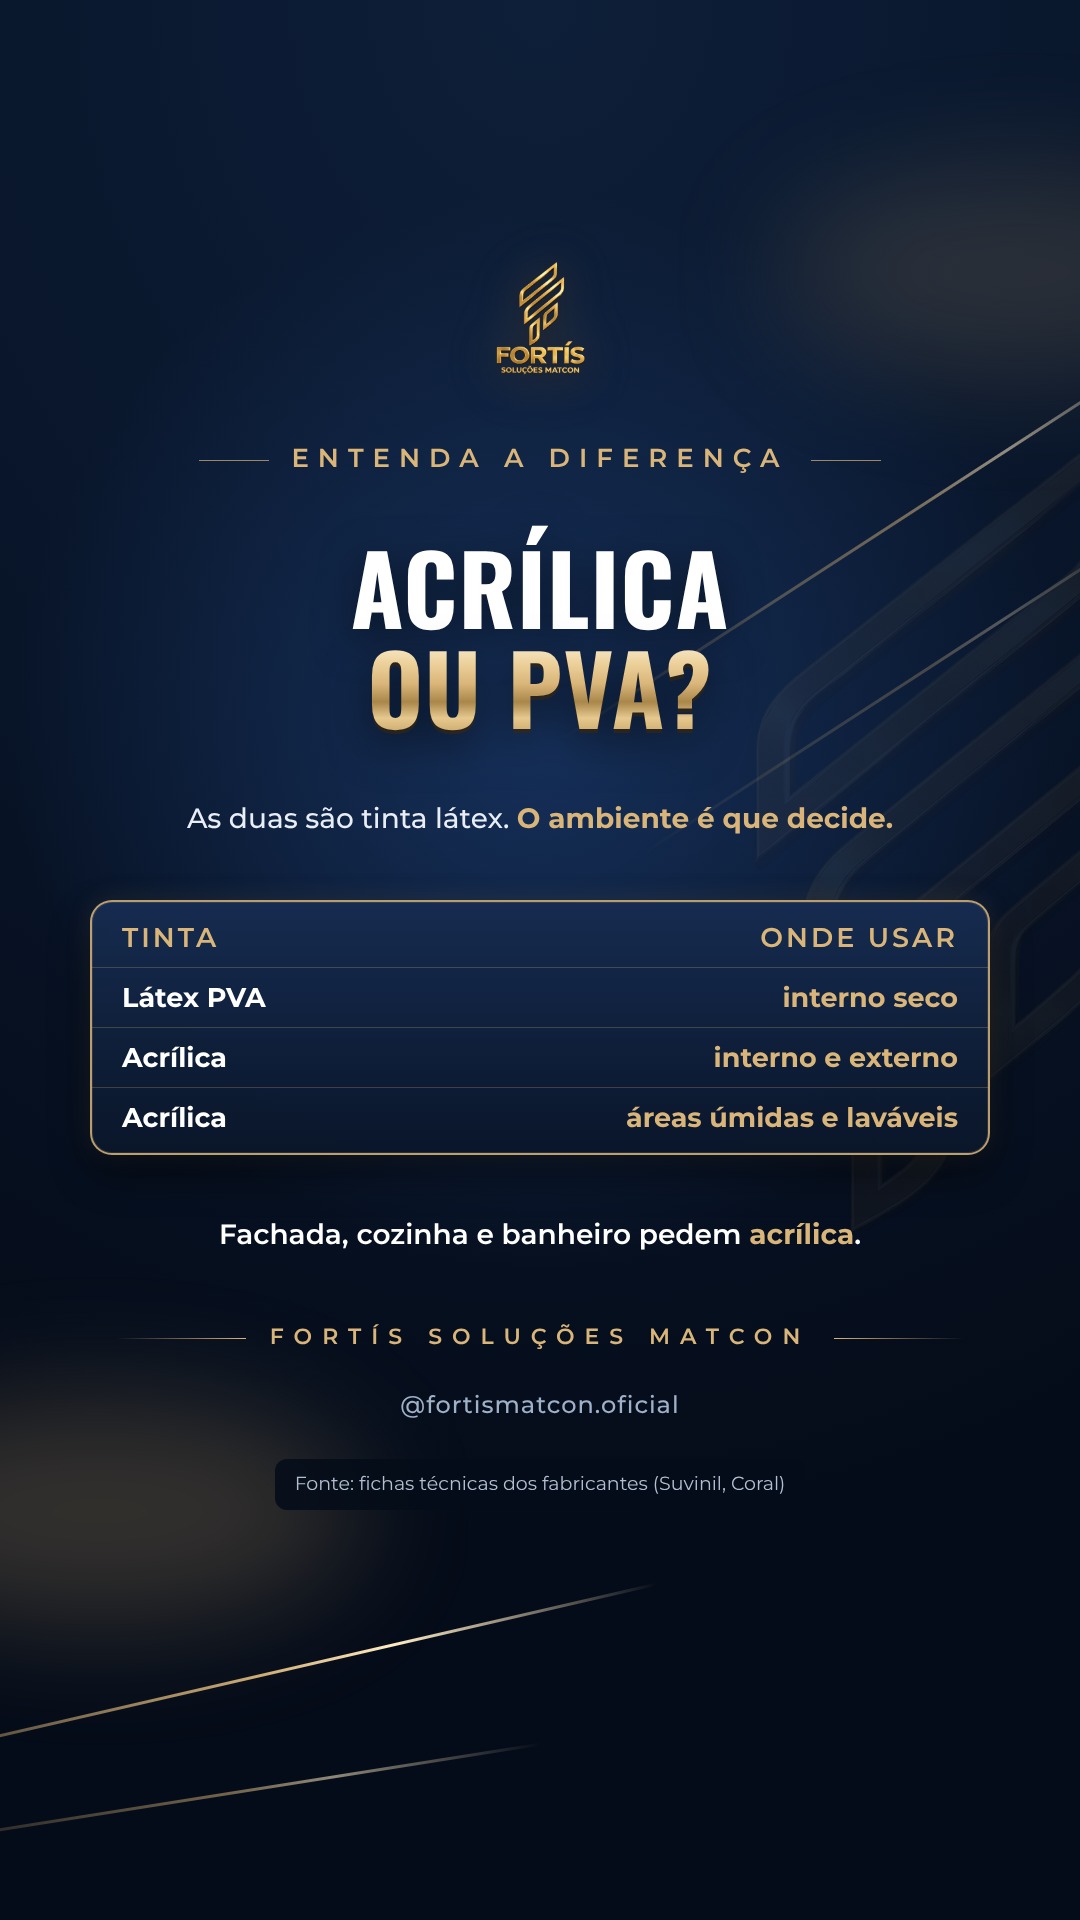 FORTÍS
SOLUÇÕES MATCON
ENTENDA A DIFERENÇA
ACRÍLICA
OU PVA?
As duas são tinta látex. O ambiente é que decide.
TINTA ONDE USAR
Látex PVA interno seco
Acrílica interno e externo
Acrílica áreas úmidas e laváveis
Fachada, cozinha e banheiro pedem acrílica.
FORTÍS SOLUÇÕES MATCON
@fortismatcon.oficial
Fonte: fichas técnicas dos fabricantes (Suvinil, Coral)